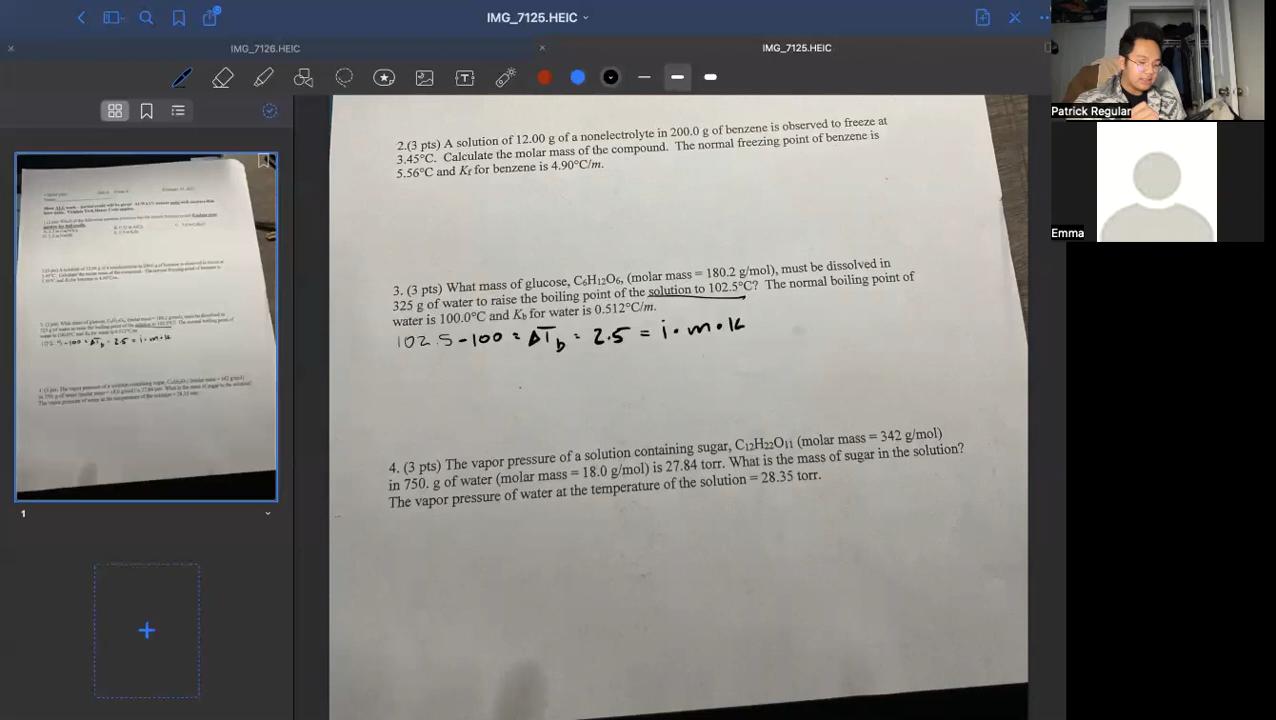 IMG_7125.HEIC
IMG_7126.HEIC
IMG_7125.HEIC
Patrick Regular
Emma
2.(3 pts) A solution of 12.00 g of a nonelectrolyte in 200.0 g of benzene is observed to freeze at
3.45°C. Calculate the molar mass of the compound. The normal freezing point of benzene is
5.56°C and Kf for benzene is 4.90°C/m.
3. (3 pts) What mass of glucose, C6H12O6, (molar mass = 180.2 g/mol), must be dissolved in
325 g of water to raise the boiling point of the solution to 102.5°C? The normal boiling point of
water is 100.0°C and Kb for water is 0.512°C/m.
102.5-100 = ΔTb = 2.5 = i•m•k
4. (3 pts) The vapor pressure of a solution containing sugar, C12H22O11 (molar mass = 342 g/mol)
in 750. g of water (molar mass = 18.0 g/mol) is 27.84 torr. What is the mass of sugar in the solution?
The vapor pressure of water at the temperature of the solution = 28.35 torr.
1